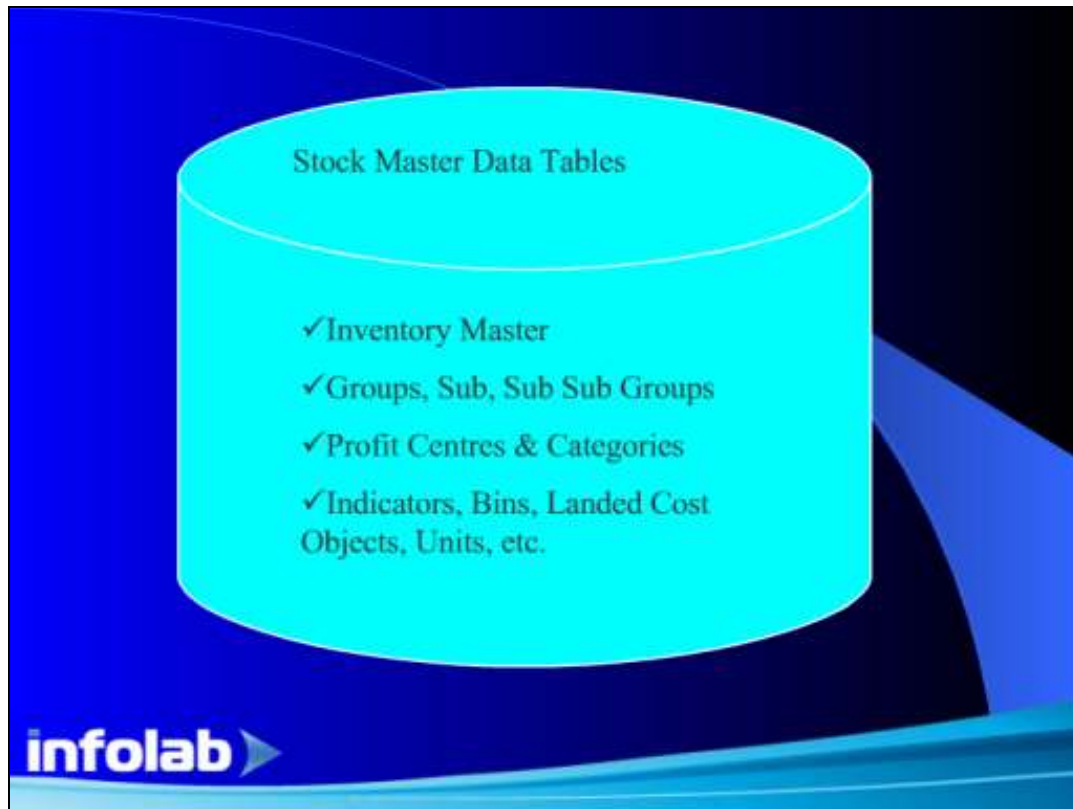 Stock Master Data Tables
✓Inventory Master
✓Groups, Sub, Sub Sub Groups
✓Profit Centres & Categories
✓Indicators, Bins, Landed Cost
Objects, Units, etc.
infolab